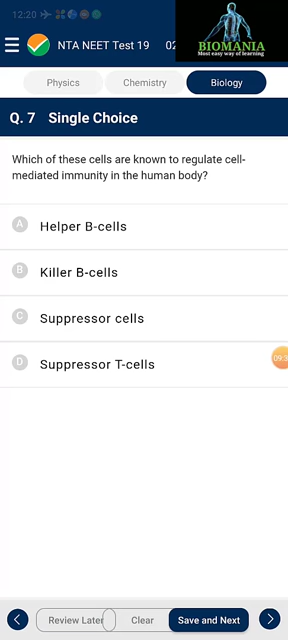 12:20
NTA NEET Test 19 02
BIOMANIA
Most easy way of learning
Physics Chemistry Biology
Q. 7 Single Choice
Which of these cells are known to regulate cell-
mediated immunity in the human body?
A Helper B-cells
B Killer B-cells
C Suppressor cells
D Suppressor T-cells
09:3
Review Later Clear Save and Next